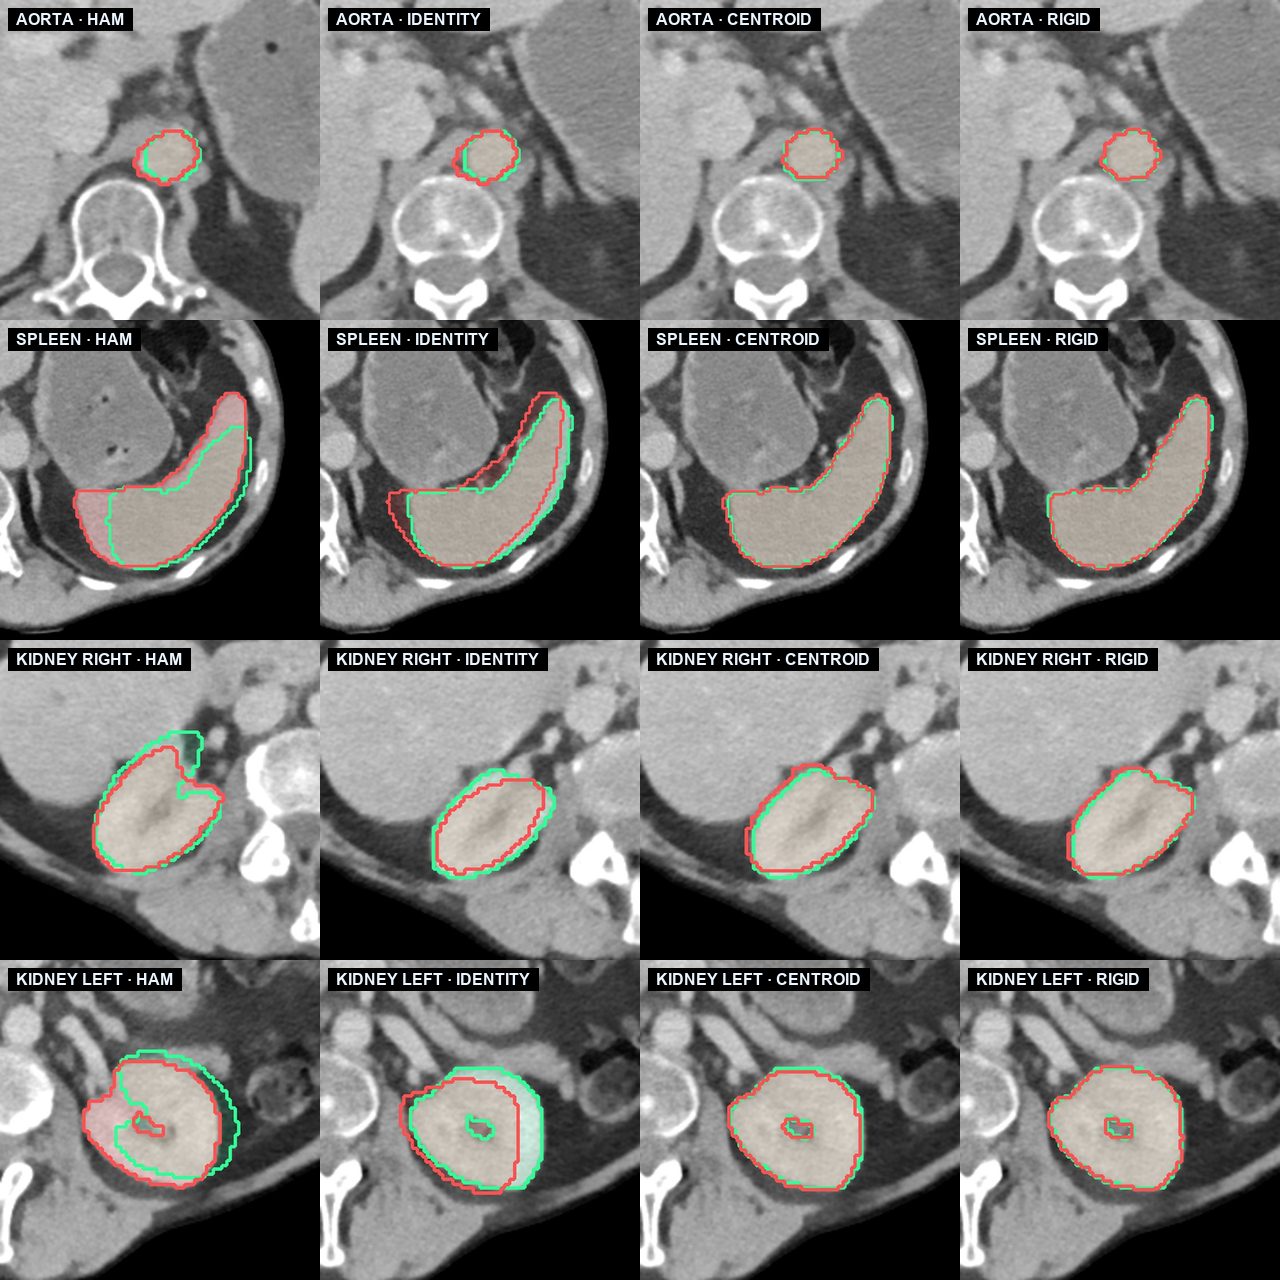 AORTA · HAM
AORTA · IDENTITY
AORTA · CENTROID
AORTA · RIGID
SPLEEN · HAM
SPLEEN · IDENTITY
SPLEEN · CENTROID
SPLEEN · RIGID
KIDNEY RIGHT · HAM
KIDNEY RIGHT · IDENTITY
KIDNEY RIGHT · CENTROID
KIDNEY RIGHT · RIGID
KIDNEY LEFT · HAM
KIDNEY LEFT · IDENTITY
KIDNEY LEFT · CENTROID
KIDNEY LEFT · RIGID